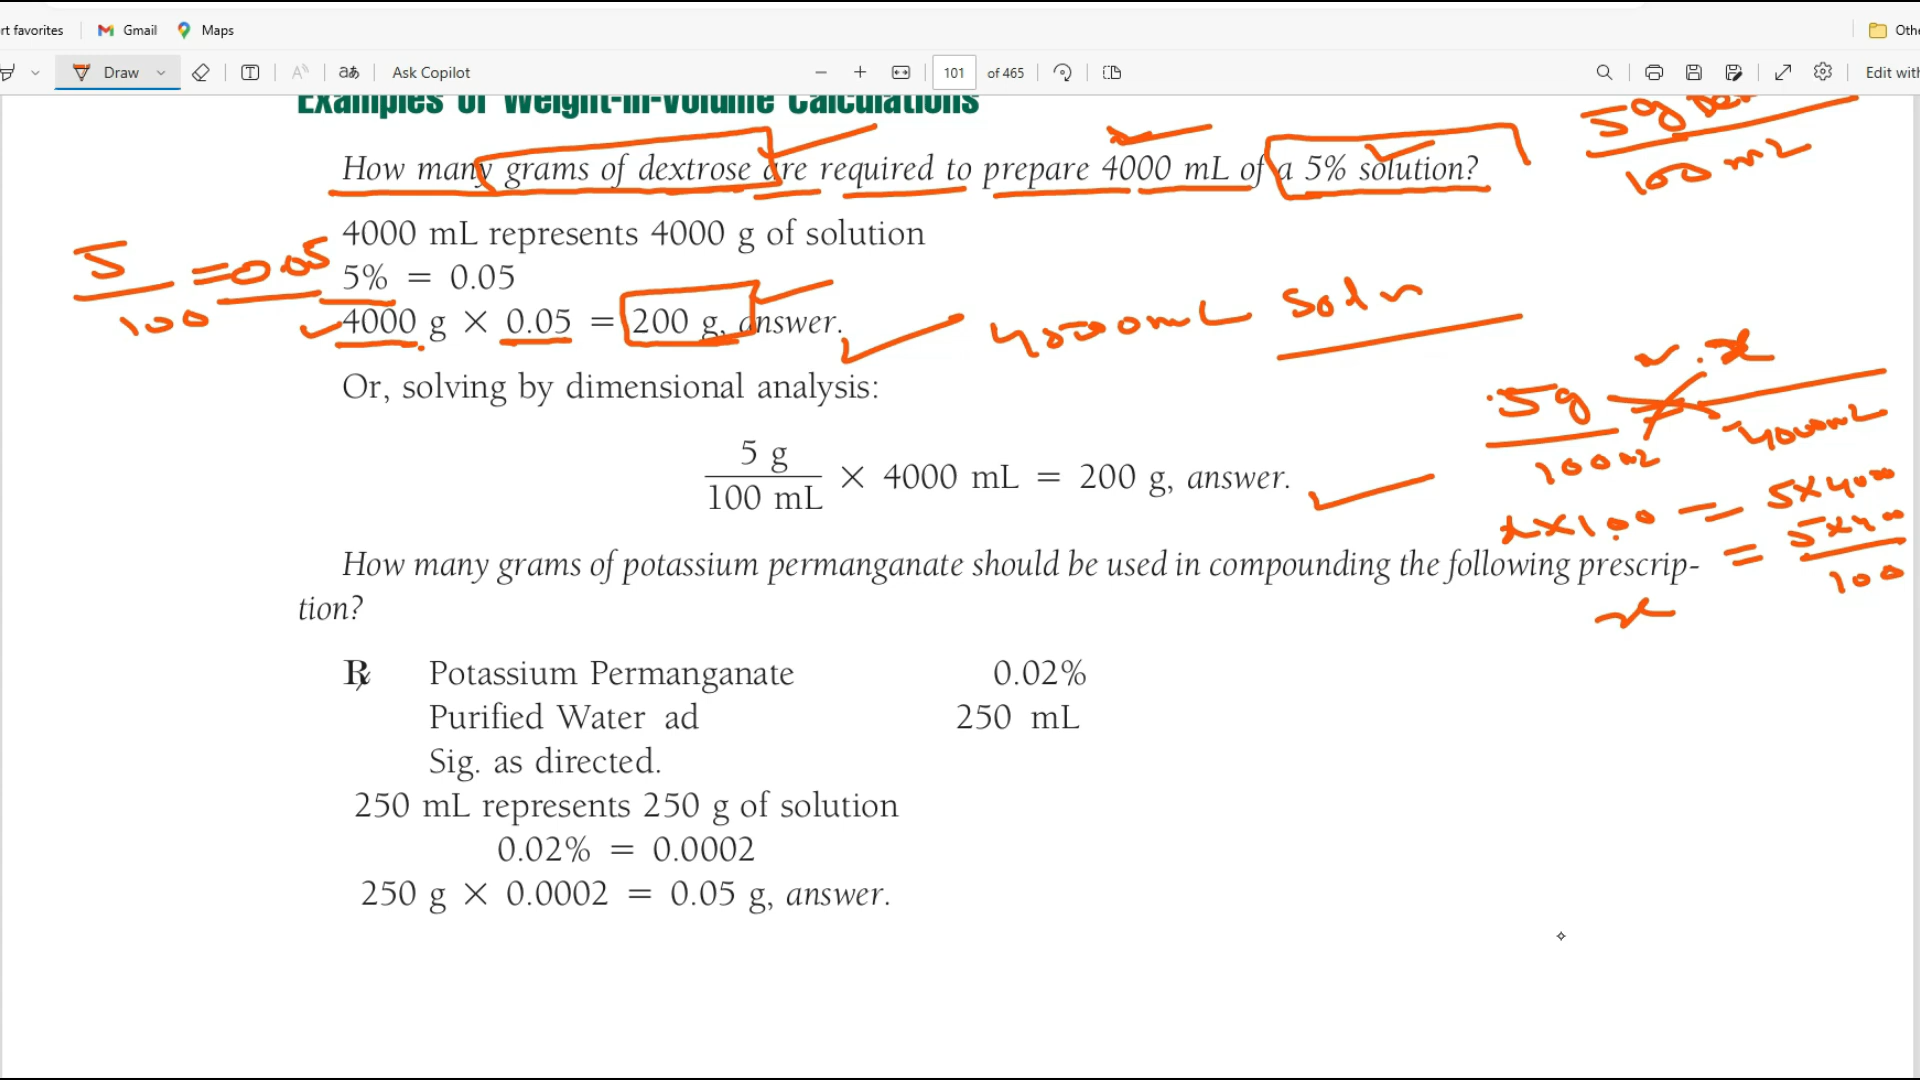 rt favorites Gmail Maps Othe
Draw Ask Copilot 101 of 465 Edit with
Examples of Weight-in-Volume Calculations
5g
100 mL
How many grams of dextrose are required to prepare 4000 mL of a 5% solution?
4000 mL represents 4000 g of solution
5/100 = 0.05
5% = 0.05
4000 g × 0.05 = 200 g, answer.
4000mL Soln
Or, solving by dimensional analysis:
5g x
100mL 4000mL
5 g
100 mL × 4000 mL = 200 g, answer.
x×100 = 5×4000
= 5×400
100
x
How many grams of potassium permanganate should be used in compounding the following prescrip-
tion?
℞ Potassium Permanganate 0.02%
Purified Water ad 250 mL
Sig. as directed.
250 mL represents 250 g of solution
0.02% = 0.0002
250 g × 0.0002 = 0.05 g, answer.